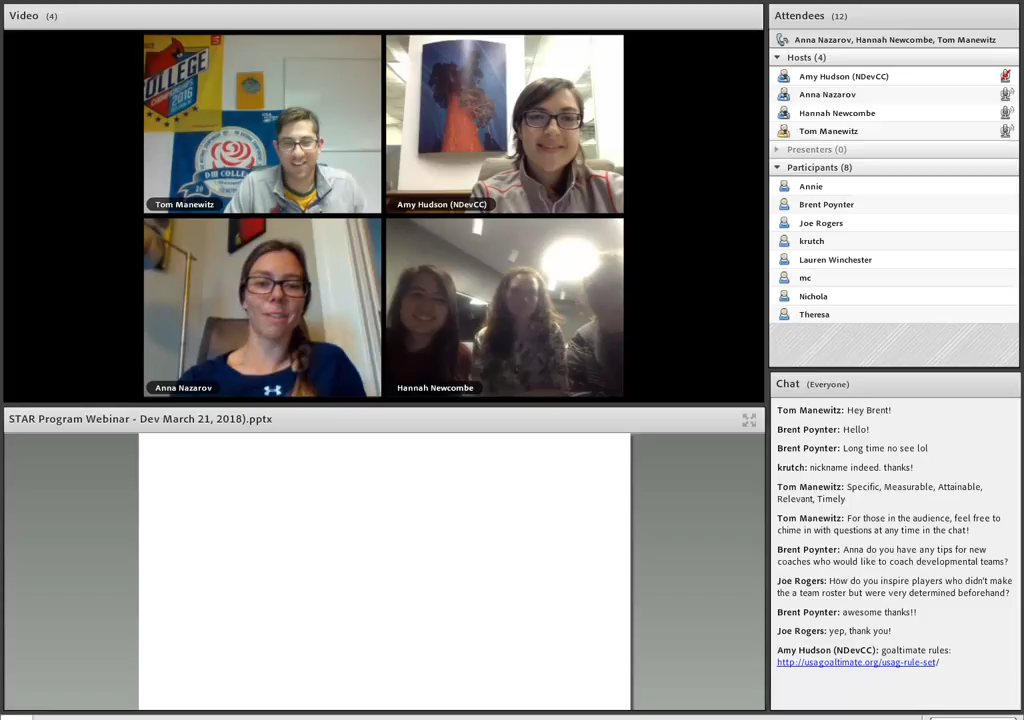 Video (4)
COLLEGE
2016
DIII COLLEGE
Tom Manewitz
Amy Hudson (NDevCC)
Anna Nazarov
Hannah Newcombe
STAR Program Webinar - Dev March 21, 2018).pptx
Attendees (12)
Anna Nazarov, Hannah Newcombe, Tom Manewitz
Hosts (4)
Amy Hudson (NDevCC)
Anna Nazarov
Hannah Newcombe
Tom Manewitz
Presenters (0)
Participants (8)
Annie
Brent Poynter
Joe Rogers
krutch
Lauren Winchester
mc
Nichola
Theresa
Chat (Everyone)
Tom Manewitz: Hey Brent!
Brent Poynter: Hello!
Brent Poynter: Long time no see lol
krutch: nickname indeed. thanks!
Tom Manewitz: Specific, Measurable, Attainable,
Relevant, Timely
Tom Manewitz: For those in the audience, feel free to
chime in with questions at any time in the chat!
Brent Poynter: Anna do you have any tips for new
coaches who would like to coach developmental teams?
Joe Rogers: How do you inspire players who didn't make
the a team roster but were very determined beforehand?
Brent Poynter: awesome thanks!!
Joe Rogers: yep, thank you!
Amy Hudson (NDevCC): goaltimate rules:
http://usagoaltimate.org/usag-rule-set/